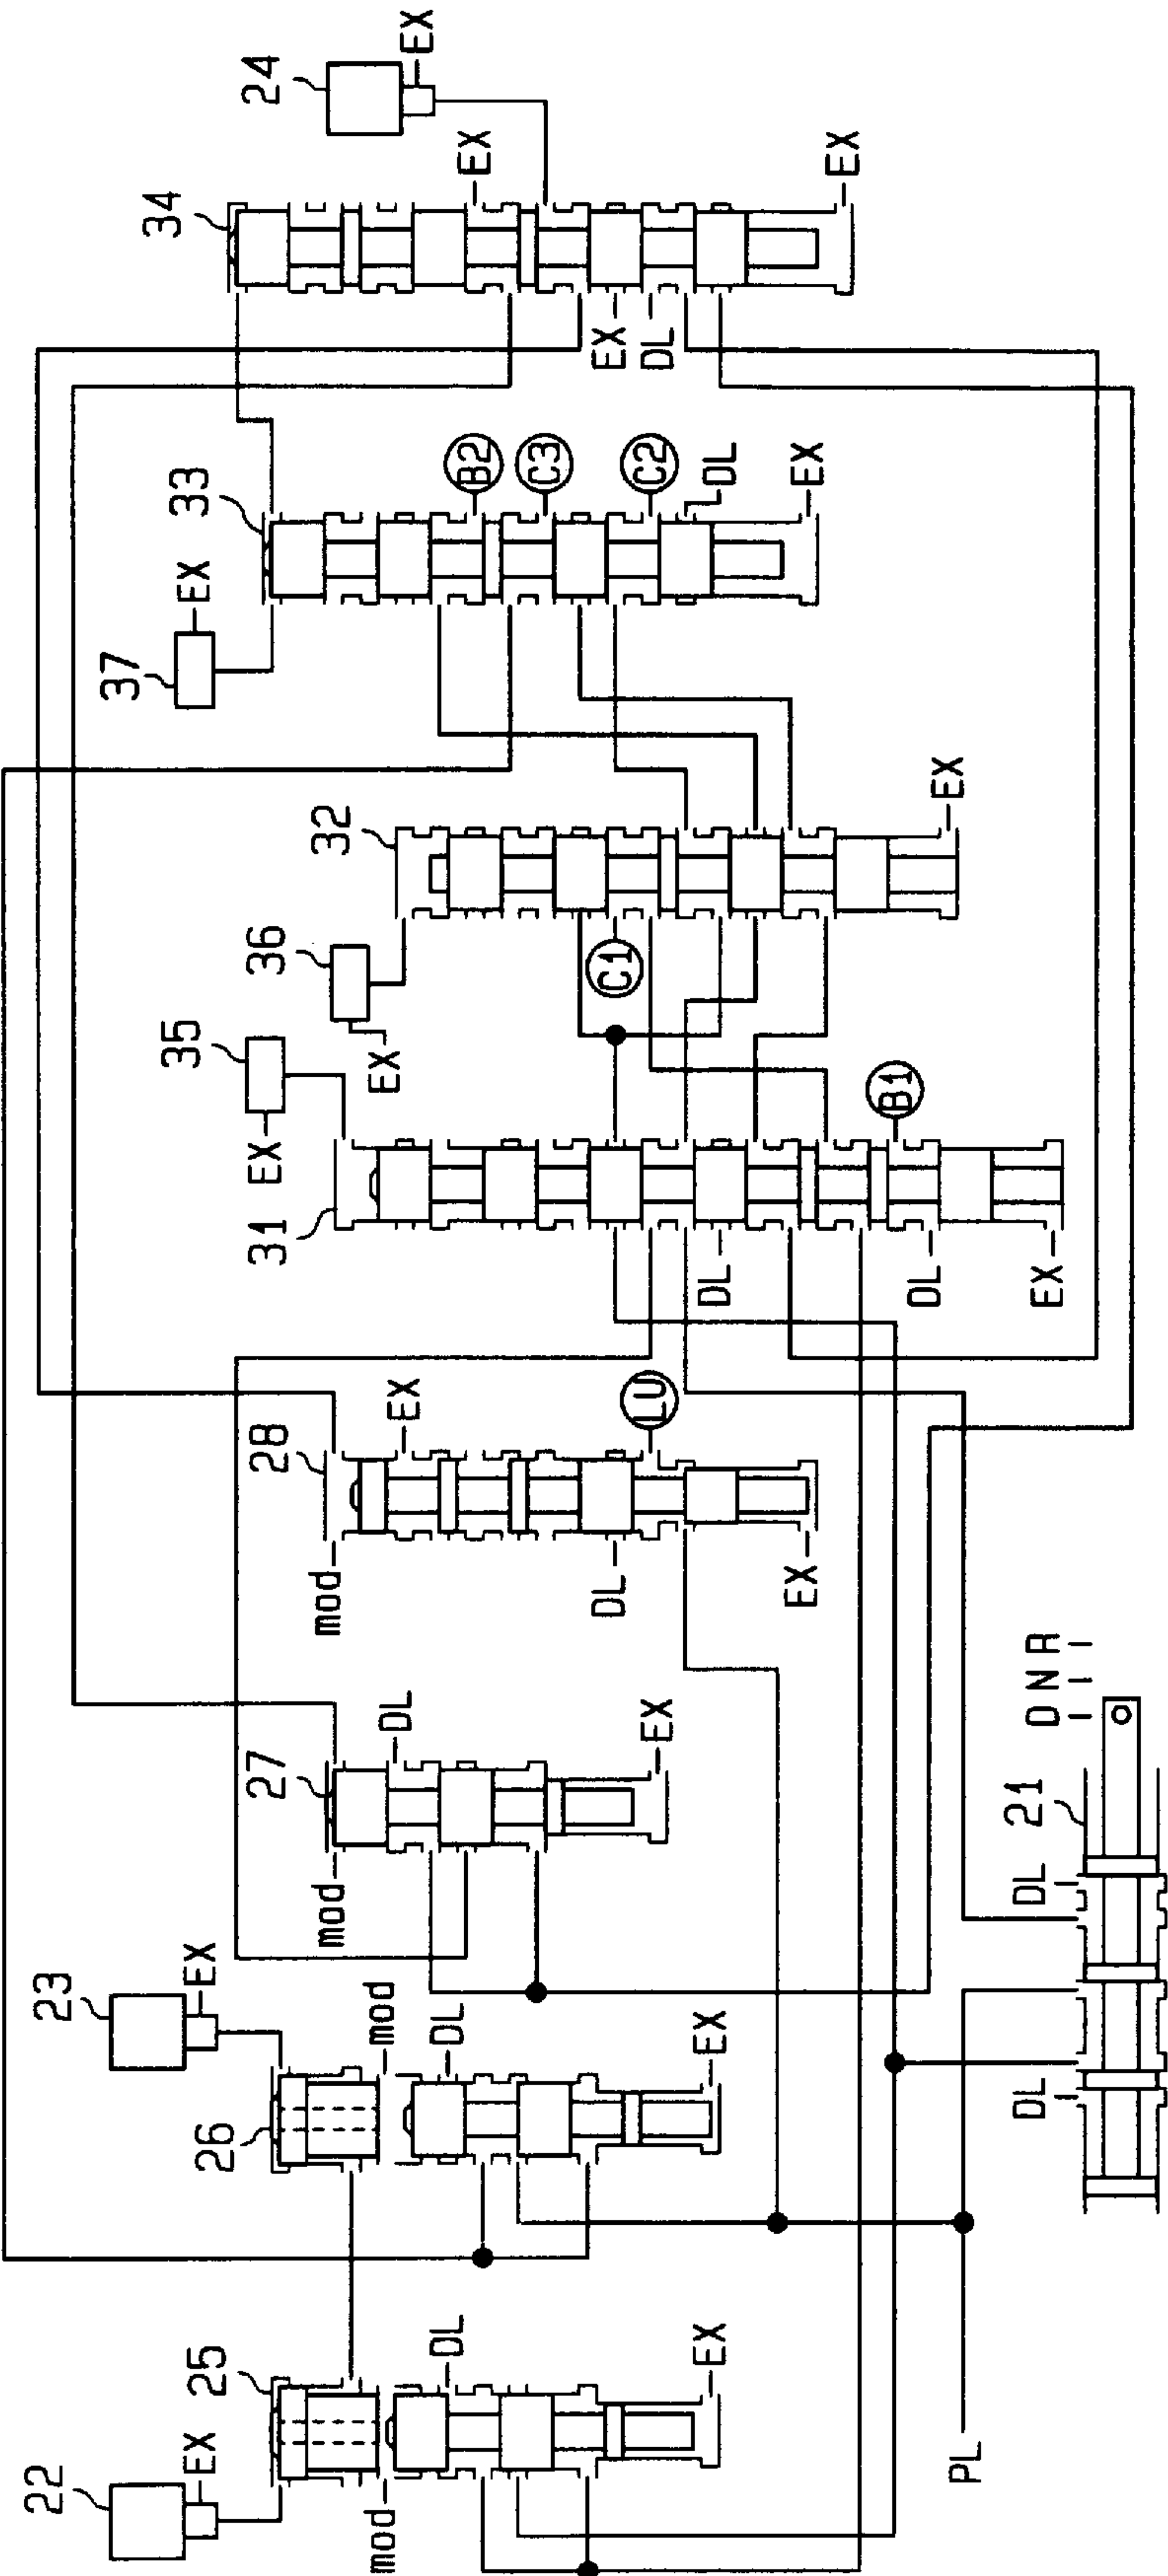 24
EX
34
EX
EX
EX
DL
33
B2
C3
C2
DL
EX
37
EX
32
EX
36
EX
C1
35
EX
31
B1
DL
DL
EX
28
EX
LU
mod
DL
EX
27
DL
EX
mod
D N R
21
DL
DL
23
EX
26
mod
DL
EX
25
DL
EX
22
EX
mod
PL